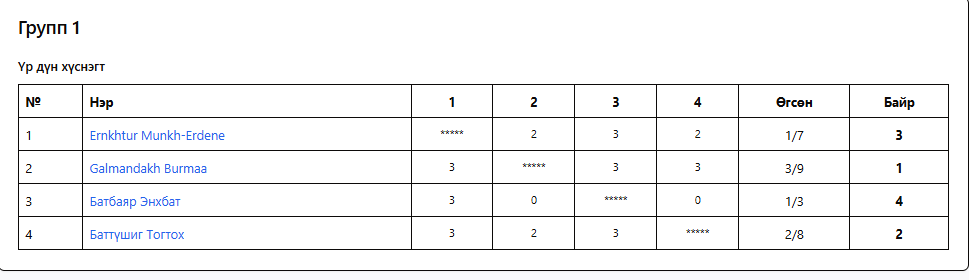 Групп 1
Үр дүн хүснэгт
№ Нэр 1 2 3 4 Өгсөн Байр
1 Ernkhtur Munkh-Erdene ***** 2 3 2 1/7 3
2 Galmandakh Burmaa 3 ***** 3 3 3/9 1
3 Батбаяр Энхбат 3 0 ***** 0 1/3 4
4 Баттүшиг Тогтох 3 2 3 ***** 2/8 2